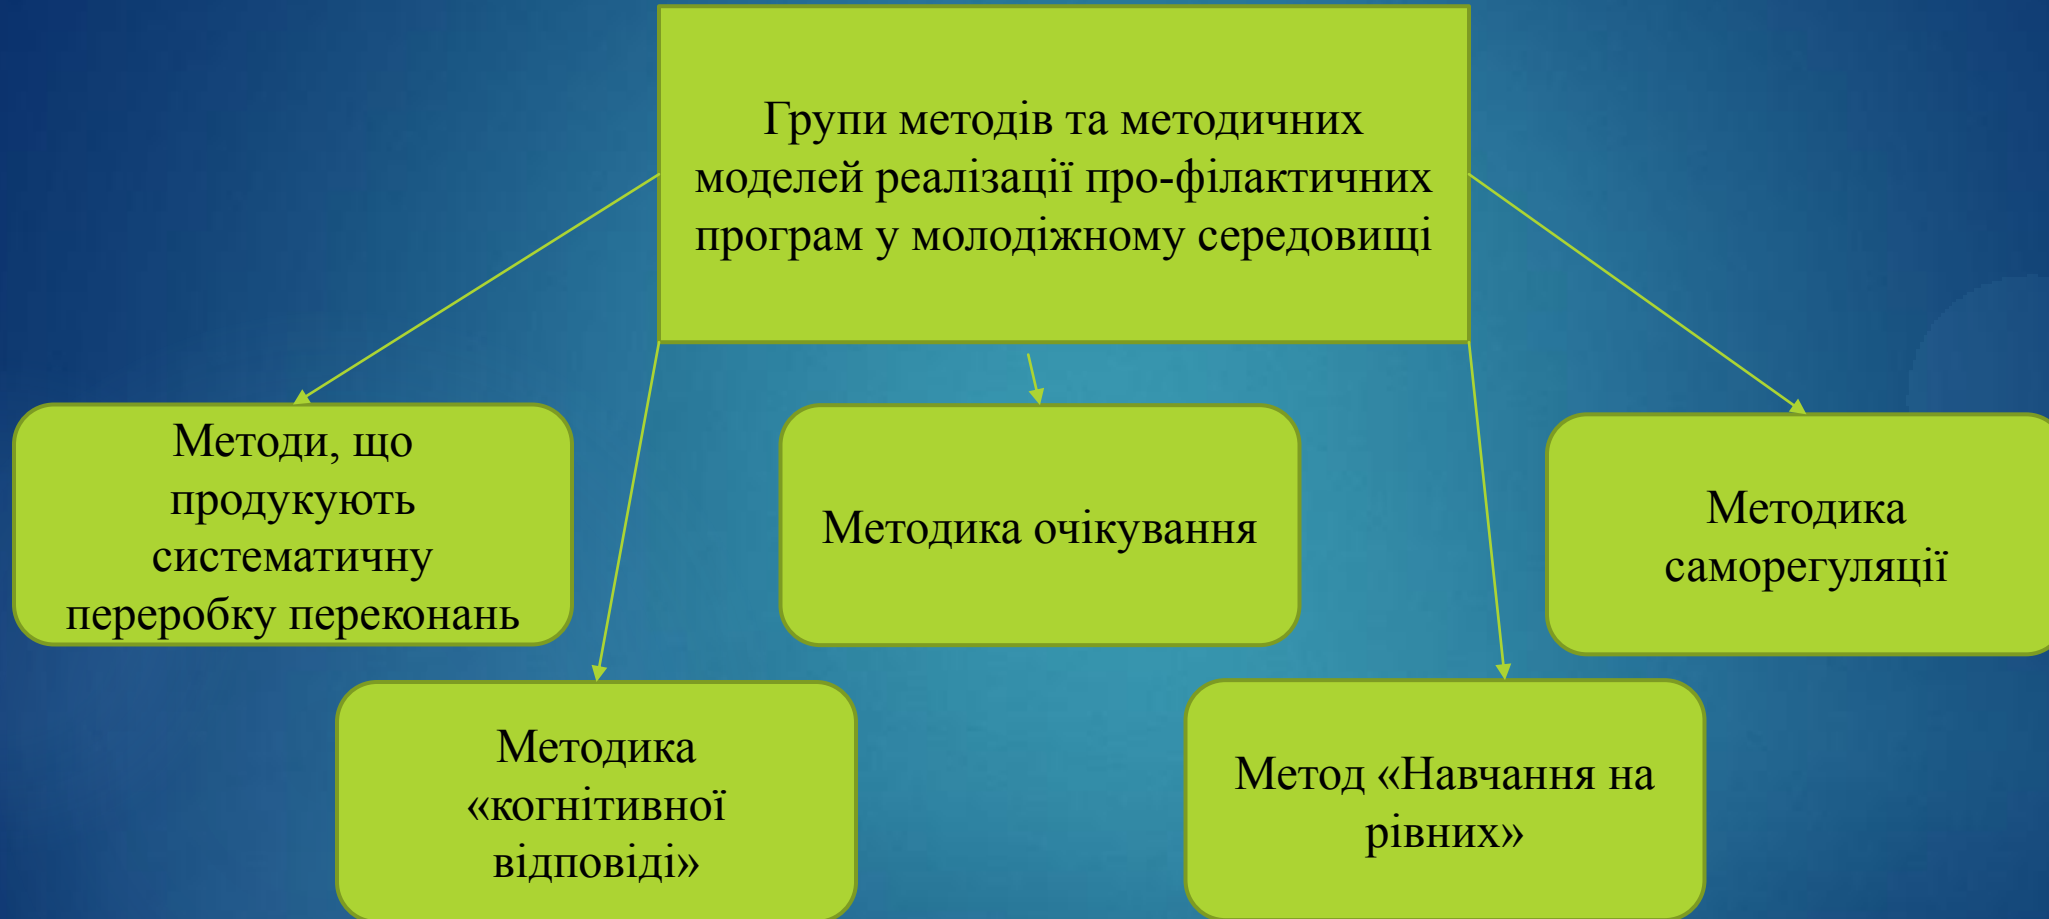 Групи методів та методичних
моделей реалізації про-філактичних
програм у молодіжному середовищі
Методи, що
продукують
систематичну
переробку переконань
Методика очікування
Методика
саморегуляції
Методика
«когнітивної
відповіді»
Метод «Навчання на
рівних»